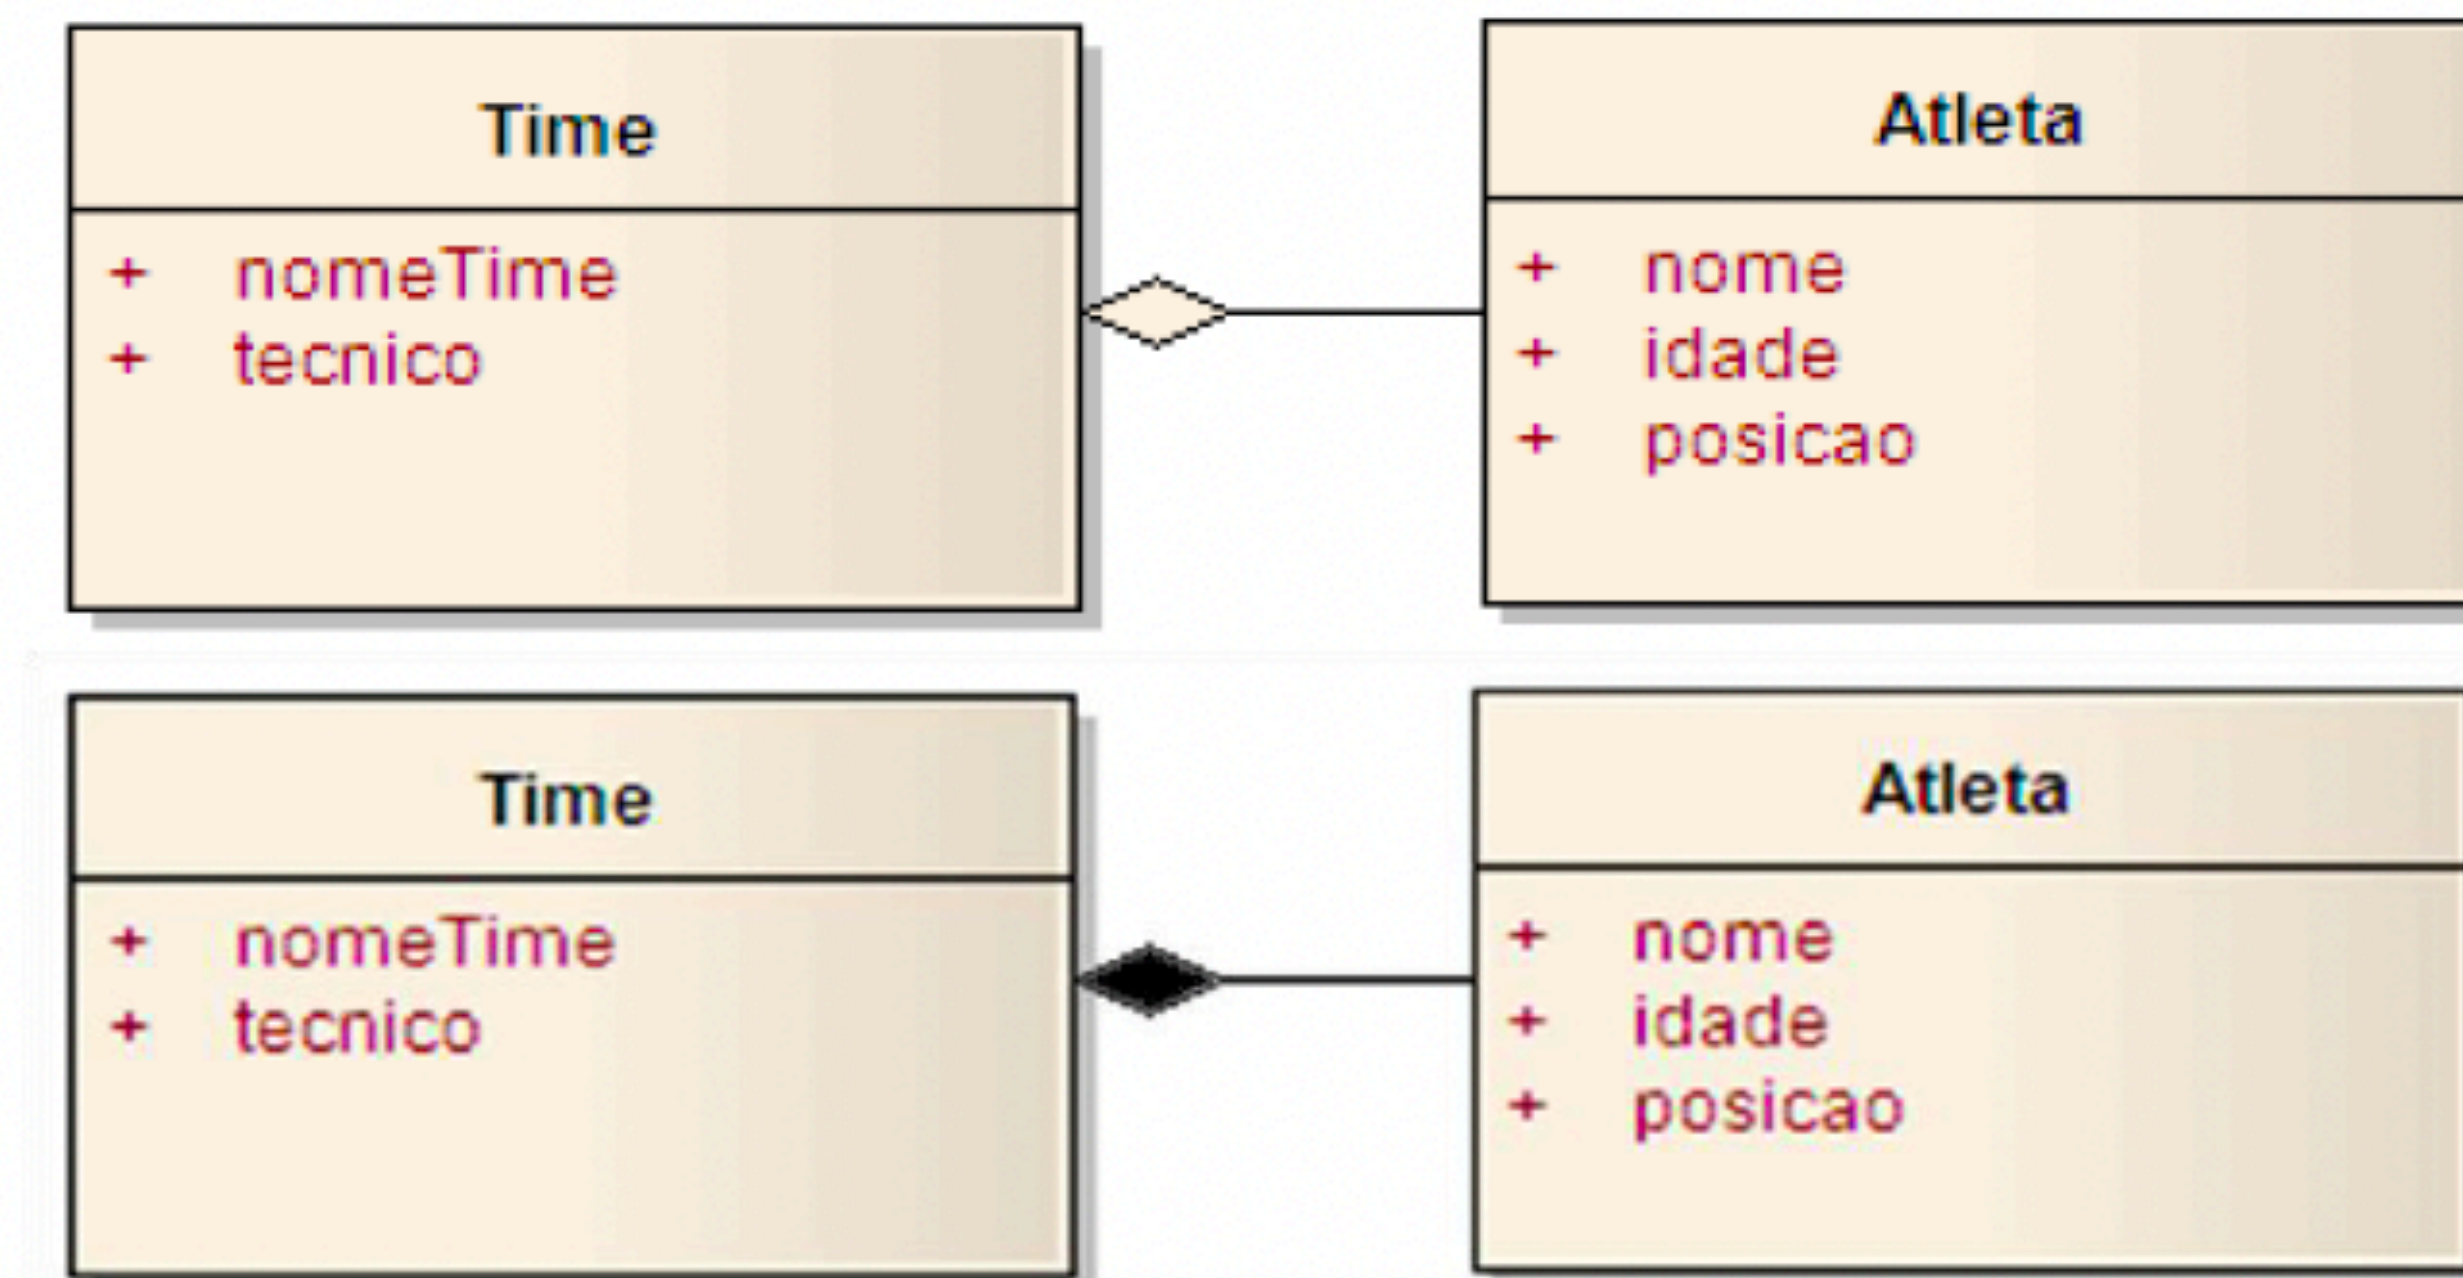 Time
+ nomeTime
+ tecnico
Atleta
+ nome
+ idade
+ posicao
Time
+ nomeTime
+ tecnico
Atleta
+ nome
+ idade
+ posicao